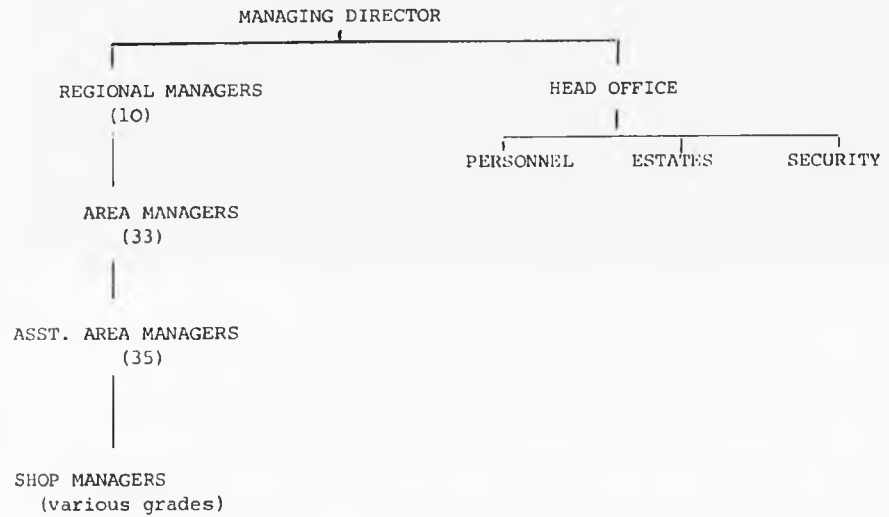 MANAGING DIRECTOR
REGIONAL MANAGERS
(10)
HEAD OFFICE
PERSONNEL ESTATES SECURITY
AREA MANAGERS
(33)
ASST. AREA MANAGERS
(35)
SHOP MANAGERS
(various grades)